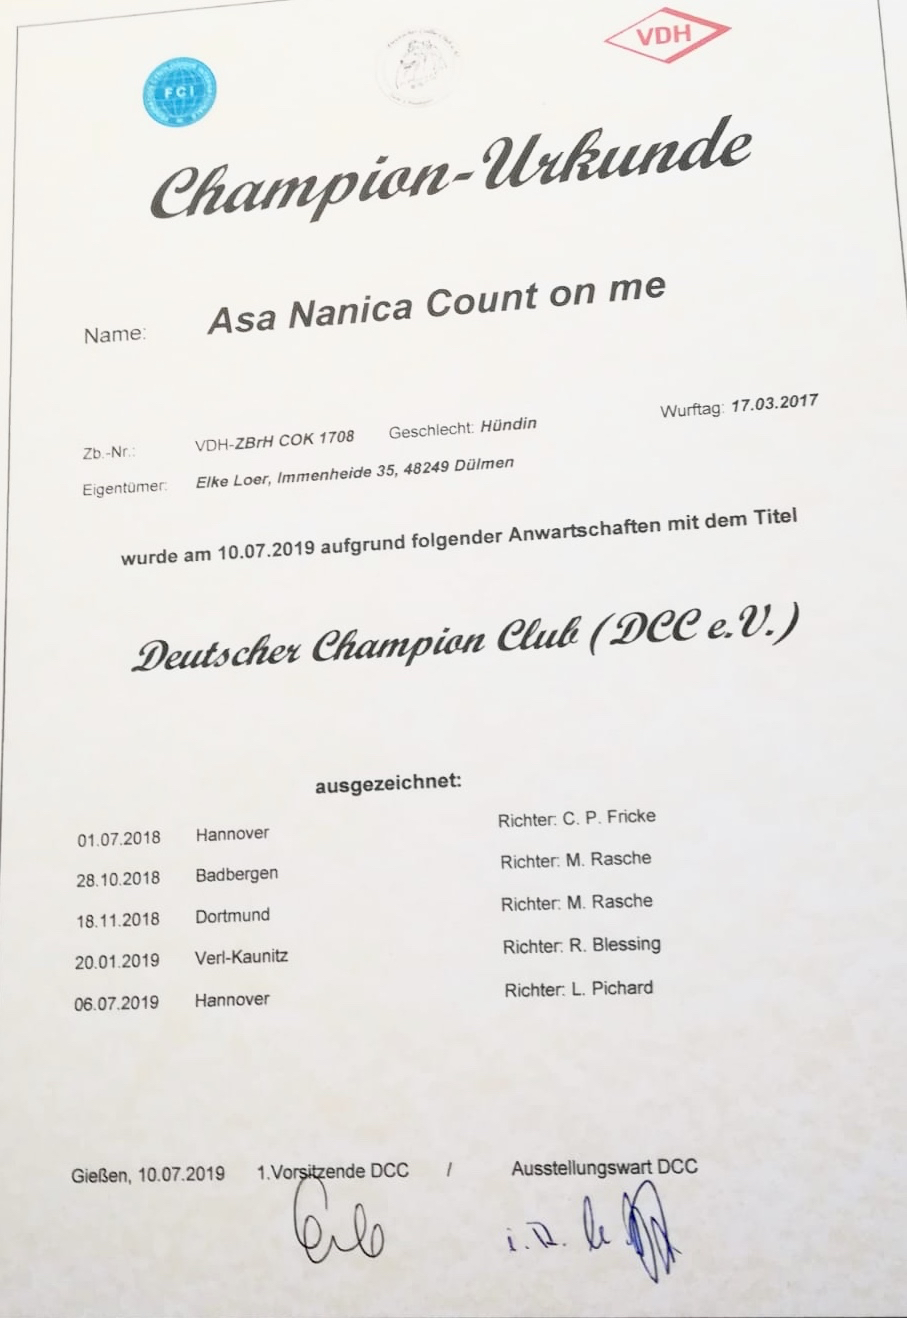 FCI
VDH
Champion-Urkunde
Name: Asa Nanica Count on me
Zb.-Nr.: VDH-ZBrH COK 1708 Geschlecht: Hündin Wurftag: 17.03.2017
Eigentümer: Elke Loer, Immenheide 35, 48249 Dülmen
wurde am 10.07.2019 aufgrund folgender Anwartschaften mit dem Titel
Deutscher Champion Club (DCC e.V.)
ausgezeichnet:
01.07.2018 Hannover Richter: C. P. Fricke
28.10.2018 Badbergen Richter: M. Rasche
18.11.2018 Dortmund Richter: M. Rasche
20.01.2019 Verl-Kaunitz Richter: R. Blessing
06.07.2019 Hannover Richter: L. Pichard
Gießen, 10.07.2019 1.Vorsitzende DCC / Ausstellungswart DCC